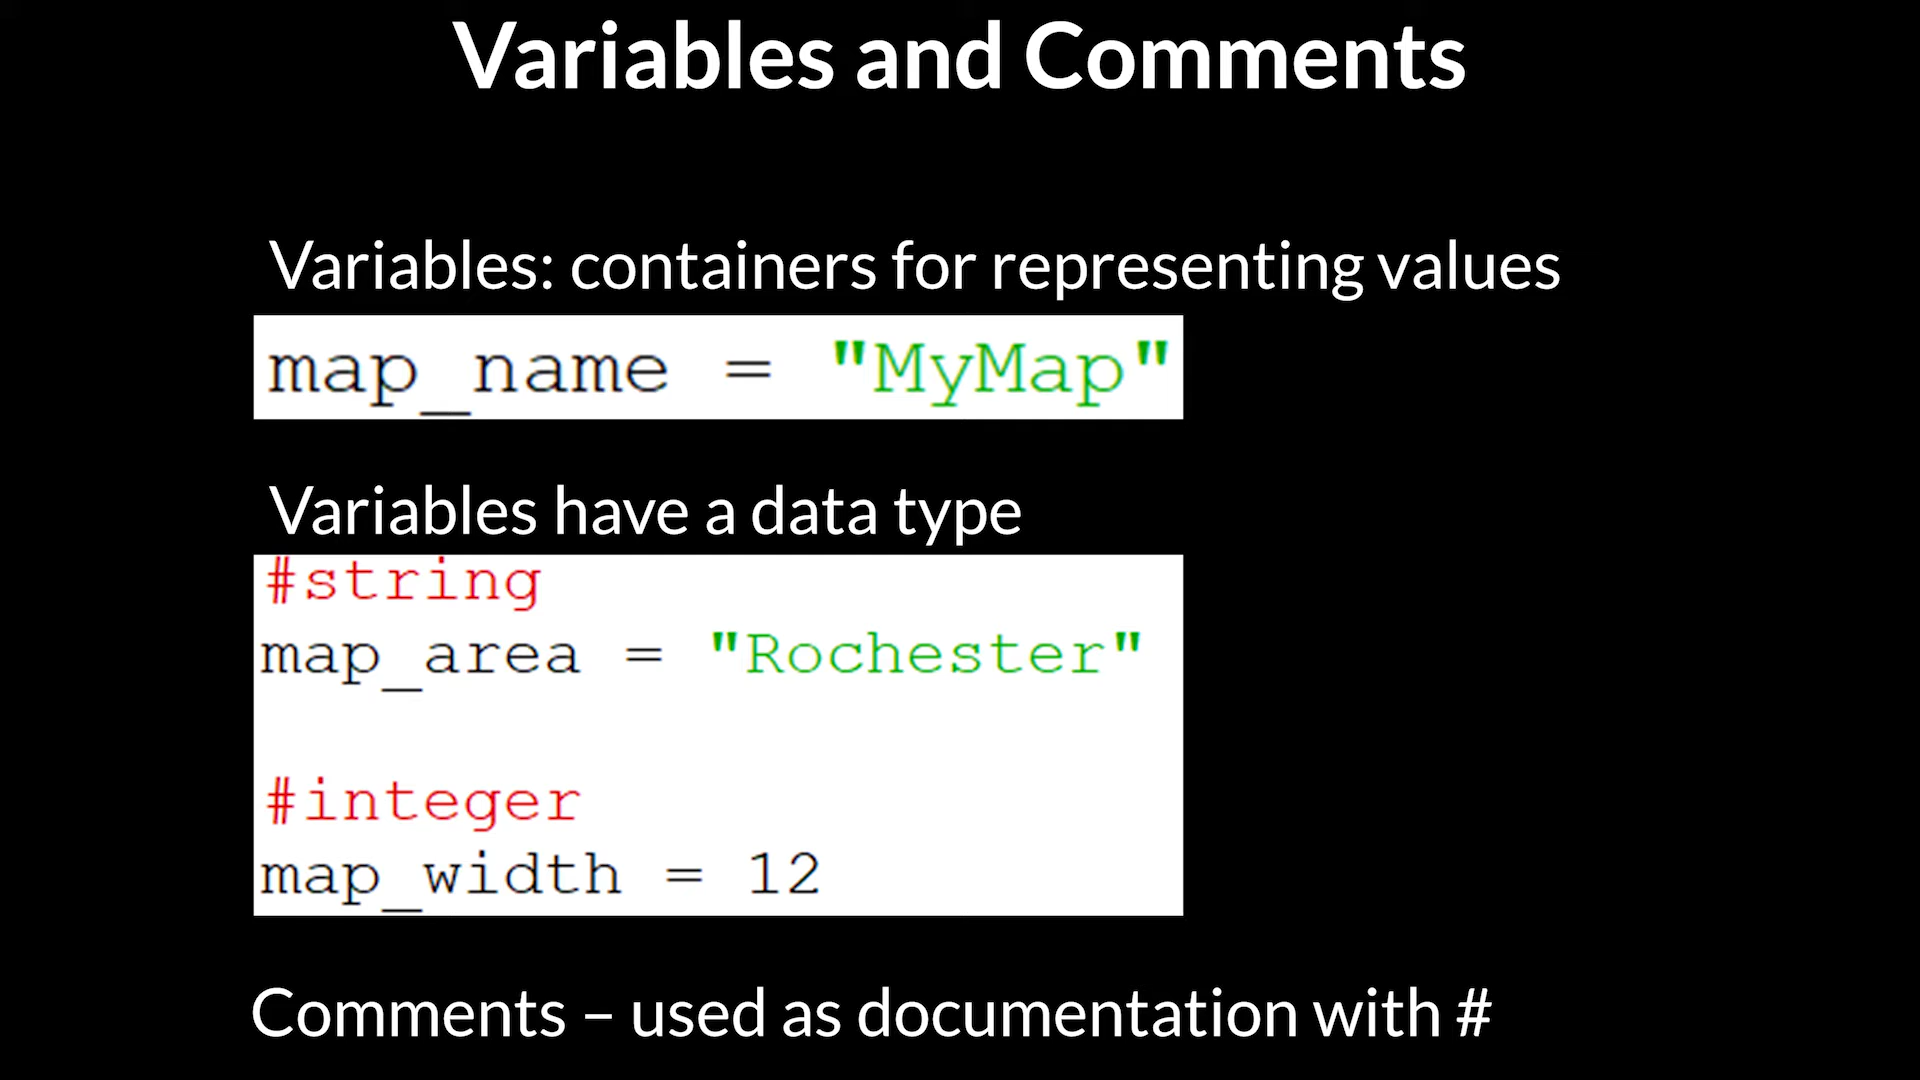 Variables and Comments
Variables: containers for representing values
map_name = "MyMap"
Variables have a data type
#string
map_area = "Rochester"
#integer
map_width = 12
Comments – used as documentation with #